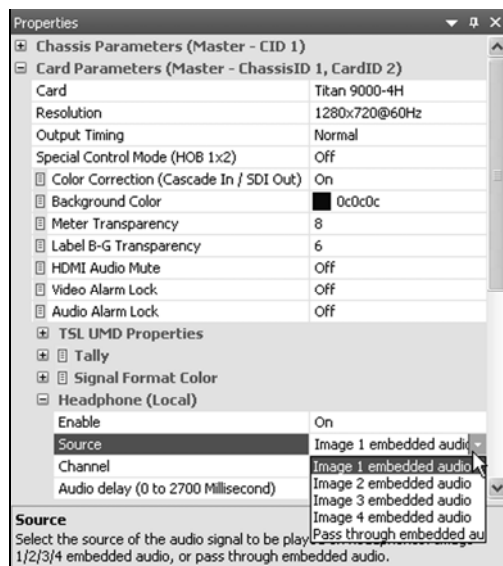 Properties
Chassis Parameters (Master - CID 1)
Card Parameters (Master - ChassisID 1, CardID 2)
Card Titan 9000-4H
Resolution 1280x720@60Hz
Output Timing Normal
Special Control Mode (HOB 1x2) Off
Color Correction (Cascade In / SDI Out) On
Background Color 0c0c0c
Meter Transparency 8
Label B-G Transparency 6
HDMI Audio Mute Off
Video Alarm Lock Off
Audio Alarm Lock Off
TSL UMD Properties
Tally
Signal Format Color
Headphone (Local)
Enable On
Source Image 1 embedded audio
Channel Image 1 embedded audio
Image 2 embedded audio
Audio delay (0 to 2700 Millisecond) Image 3 embedded audio
Image 4 embedded audio
Pass through embedded au
Source
Select the source of the audio signal to be play
1/2/3/4 embedded audio, or pass through embedded audio.